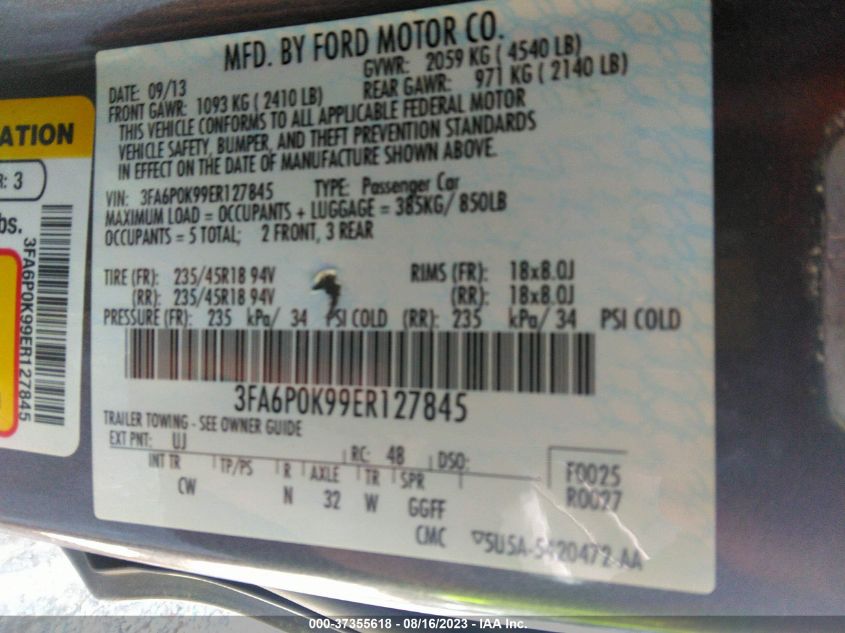 MFD. BY FORD MOTOR CO.
DATE: 09/13 GVWR: 2059 KG ( 4540 LB)
FRONT GAWR: 1093 KG ( 2410 LB) REAR GAWR: 971 KG ( 2140 LB)
THIS VEHICLE CONFORMS TO ALL APPLICABLE FEDERAL MOTOR
VEHICLE SAFETY, BUMPER, AND THEFT PREVENTION STANDARDS
IN EFFECT ON THE DATE OF MANUFACTURE SHOWN ABOVE.
VIN: 3FA6P0K99ER127845 TYPE: Passenger Car
MAXIMUM LOAD = OCCUPANTS + LUGGAGE = 385KG/ 850LB
OCCUPANTS = 5 TOTAL; 2 FRONT, 3 REAR
TIRE (FR): 235/45R18 94V RIMS (FR): 18x8.0J
(RR): 235/45R18 94V (RR): 18x8.0J
PRESSURE (FR): 235 kPa/ 34 PSI COLD (RR): 235 kPa/ 34 PSI COLD
3FA6P0K99ER127845
TRAILER TOWING - SEE OWNER GUIDE
EXT PNT: UJ RC: 48 DSO:
INT TR TP/PS R AXLE TR SPR
CW N 32 W GGFF
CMC
F0025
R0027
▽5U5A-5420472-AA
ATION
R: 3
bs.
3FA6P0K99ER127845
000-37355618 - 08/16/2023 - IAA Inc.